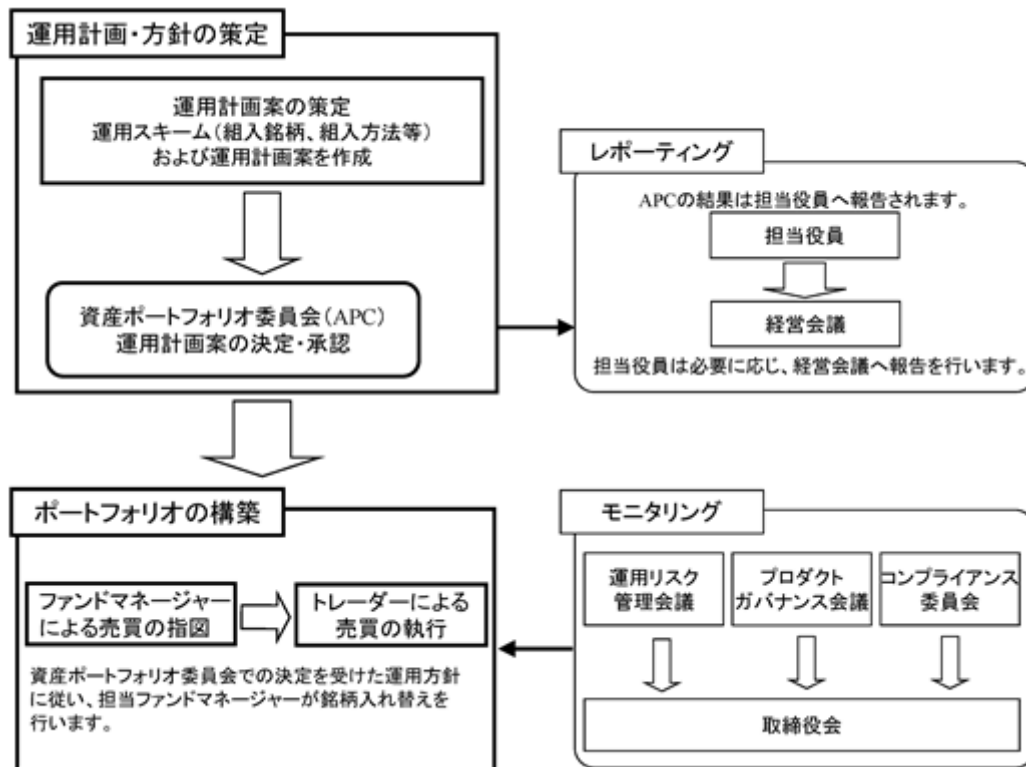 運用計画・方針の策定
運用計画案の策定
運用スキーム(組入銘柄、組入方法等)
および運用計画案を作成
資産ポートフォリオ委員会(APC)
運用計画案の決定・承認
レポーティング
APCの結果は担当役員へ報告されます。
担当役員
経営会議
担当役員は必要に応じ、経営会議へ報告を行います。
ポートフォリオの構築
ファンドマネージャー
による売買の指図
トレーダーによる
売買の執行
資産ポートフォリオ委員会での決定を受けた運用方針
に従い、担当ファンドマネージャーが銘柄入れ替えを
行います。
モニタリング
運用リスク
管理会議
プロダクト
ガバナンス会議
コンプライアンス
委員会
取締役会